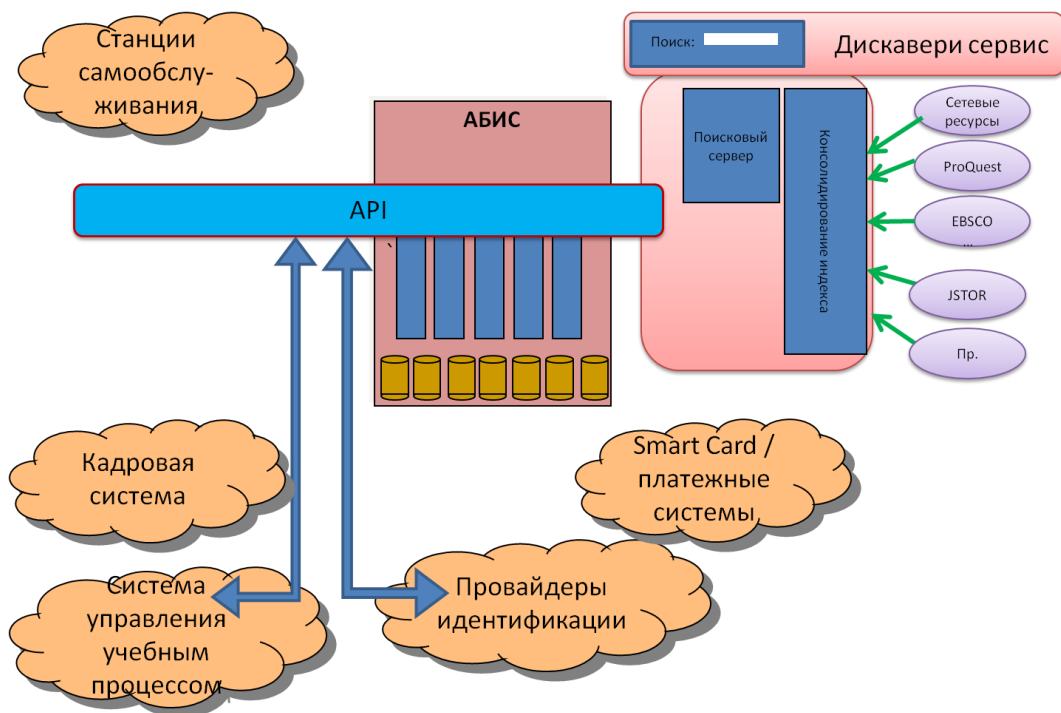 Станции
самообслу-
живания
Поиск:
Дискавери сервис
АБИС
Поисковый
сервер
Консолидирование индекса
Сетевые
ресурсы
ProQuest
EBSCO
...
JSTOR
Пр.
API
`
Кадровая
система
Smart Card /
платежные
системы
Система
управления
учебным
процессом
Провайдеры
идентификации